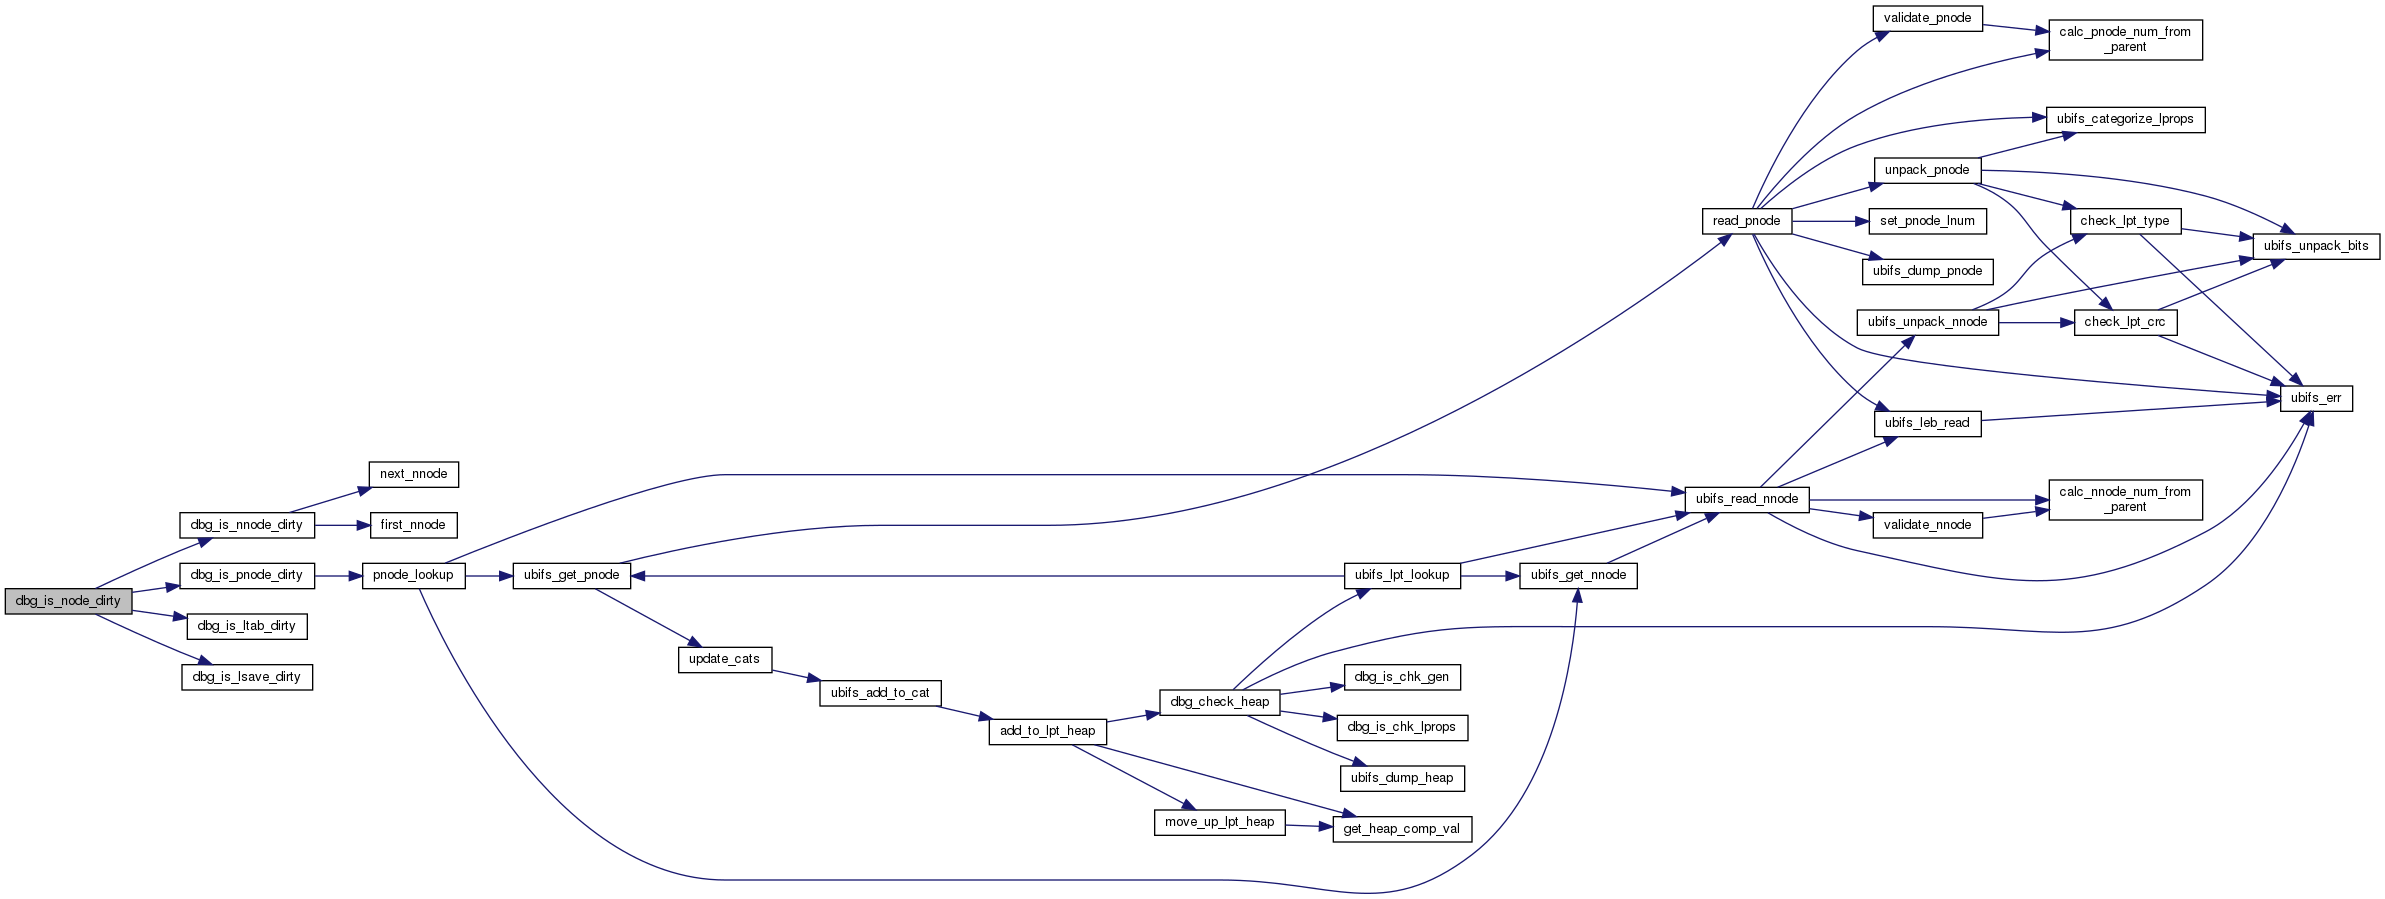 dbg_is_node_dirty
dbg_is_nnode_dirty
next_nnode
first_nnode
dbg_is_pnode_dirty
pnode_lookup
dbg_is_ltab_dirty
dbg_is_lsave_dirty
ubifs_get_pnode
update_cats
ubifs_add_to_cat
add_to_lpt_heap
dbg_check_heap
move_up_lpt_heap
ubifs_lpt_lookup
dbg_is_chk_gen
dbg_is_chk_lprops
ubifs_dump_heap
get_heap_comp_val
ubifs_get_nnode
read_pnode
ubifs_read_nnode
validate_pnode
unpack_pnode
set_pnode_lnum
ubifs_dump_pnode
ubifs_unpack_nnode
ubifs_leb_read
validate_nnode
calc_pnode_num_from
_parent
ubifs_categorize_lprops
check_lpt_type
check_lpt_crc
calc_nnode_num_from
_parent
ubifs_unpack_bits
ubifs_err